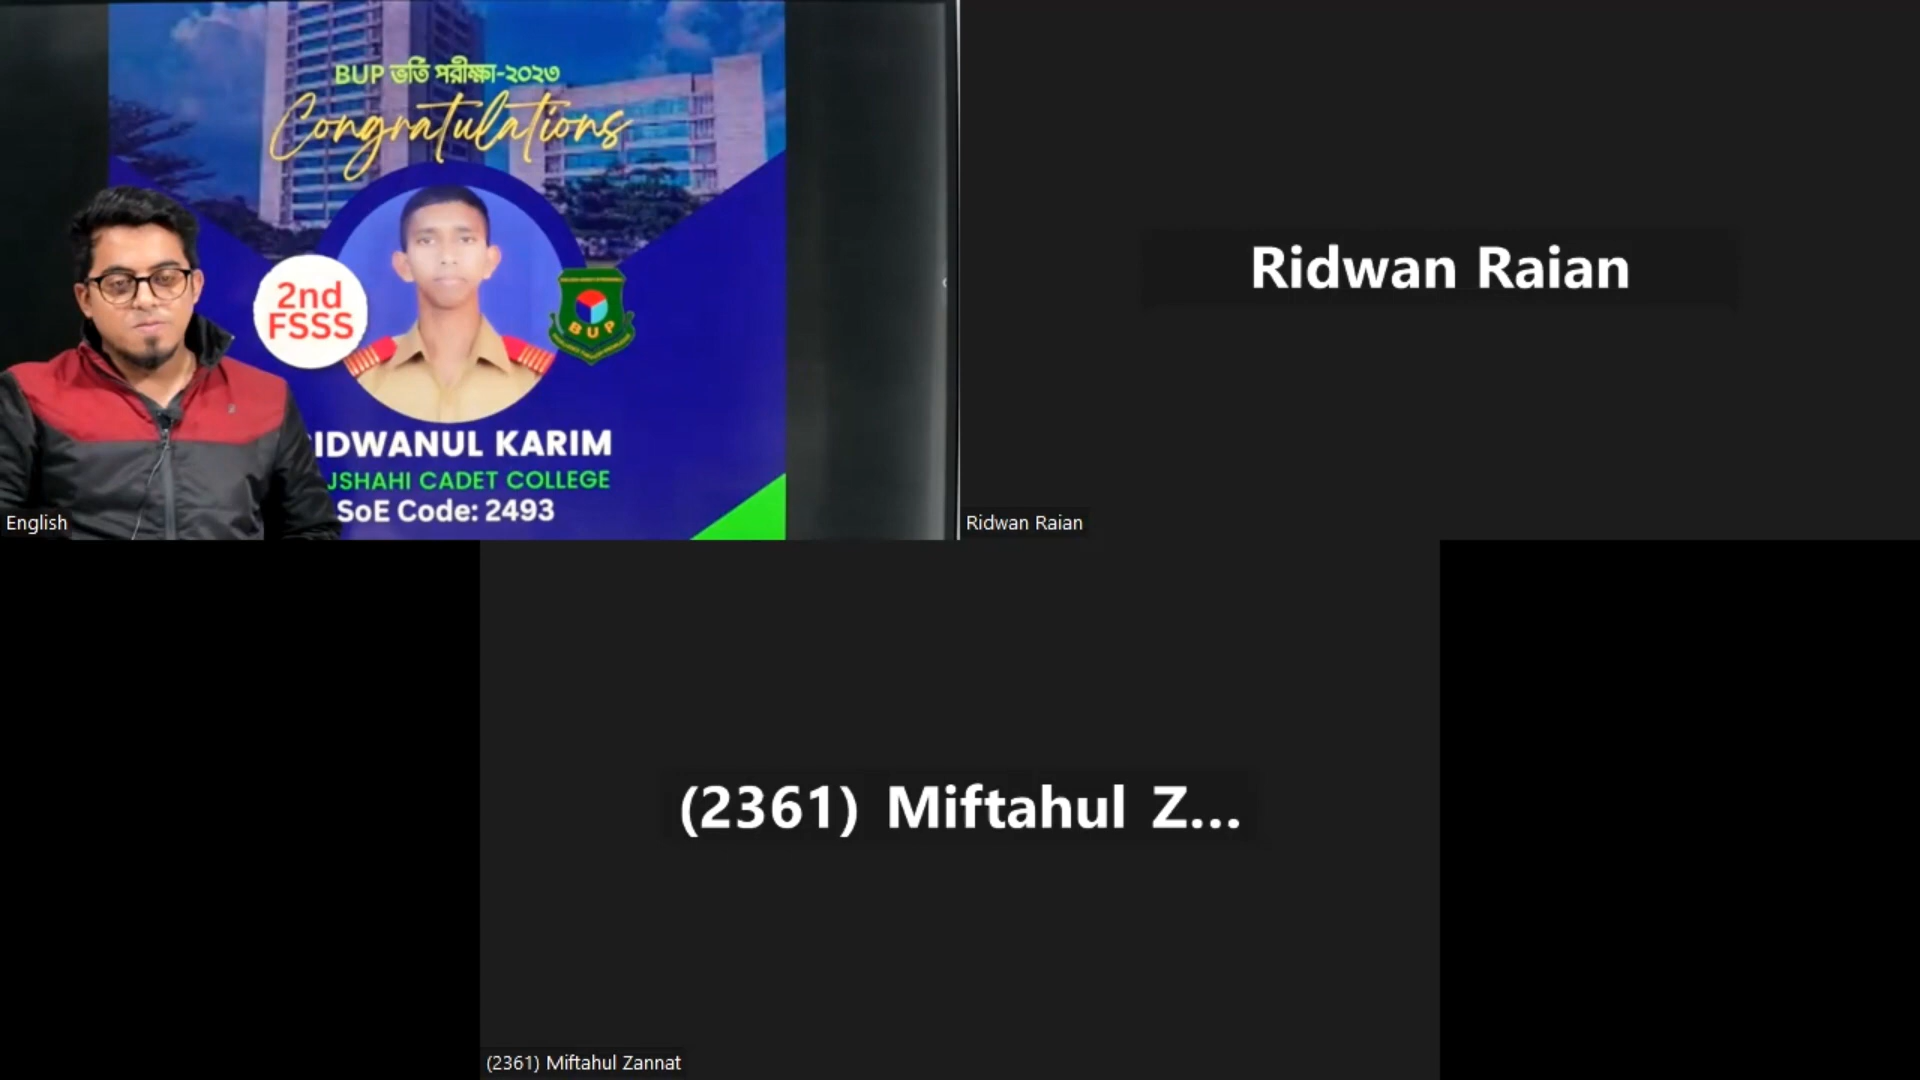 BUP ভর্তি পরীক্ষা-২০২৩
Congratulations
2nd
FSSS
BUP
IDWANUL KARIM
JSHAHI CADET COLLEGE
SoE Code: 2493
English
Ridwan Raian
Ridwan Raian
(2361) Miftahul Z...
(2361) Miftahul Zannat